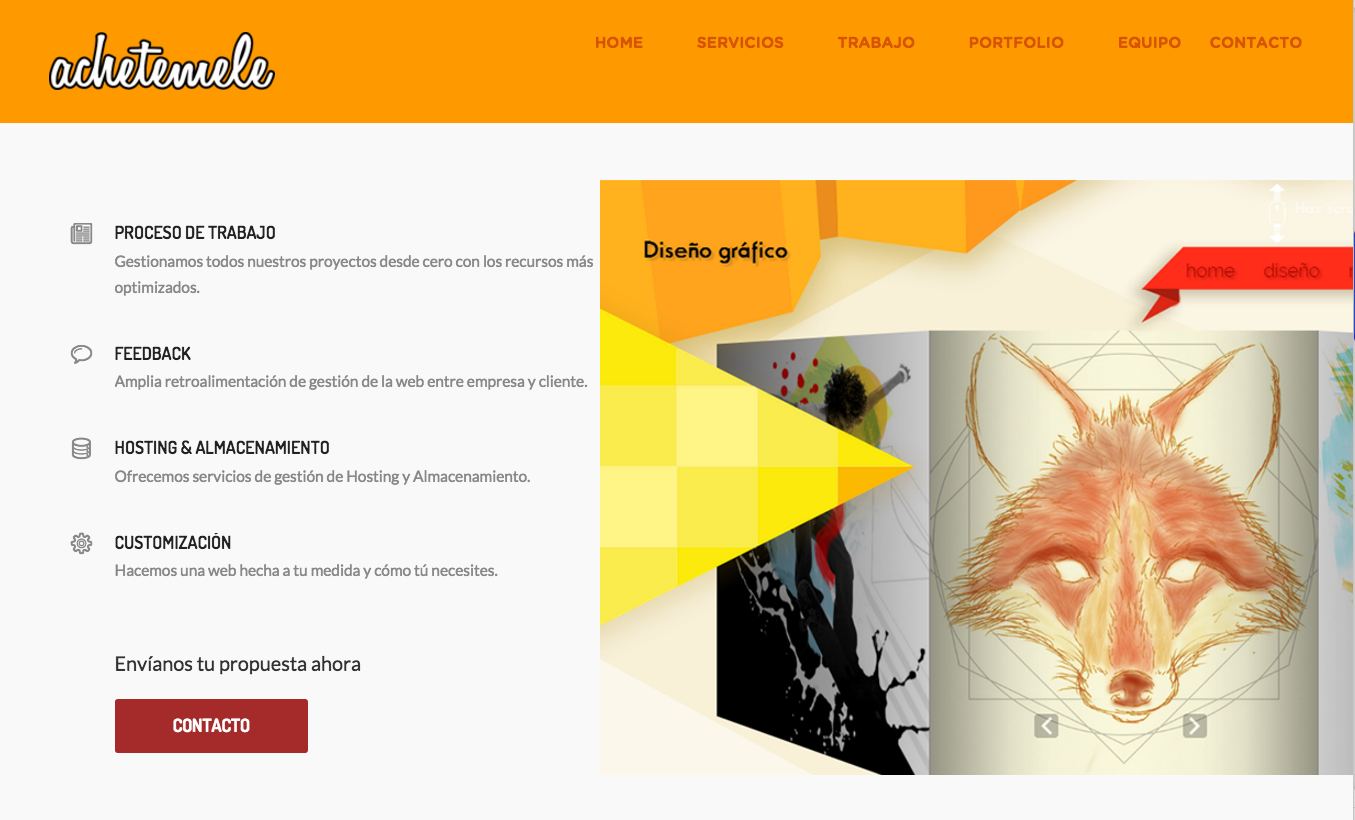 achetemele
HOME SERVICIOS TRABAJO PORTFOLIO EQUIPO CONTACTO
PROCESO DE TRABAJO
Gestionamos todos nuestros proyectos desde cero con los recursos más
optimizados.
FEEDBACK
Amplia retroalimentación de gestión de la web entre empresa y cliente.
HOSTING & ALMACENAMIENTO
Ofrecemos servicios de gestión de Hosting y Almacenamiento.
CUSTOMIZACIÓN
Hacemos una web hecha a tu medida y cómo tú necesites.
Envíanos tu propuesta ahora
CONTACTO
Diseño gráfico
home diseño